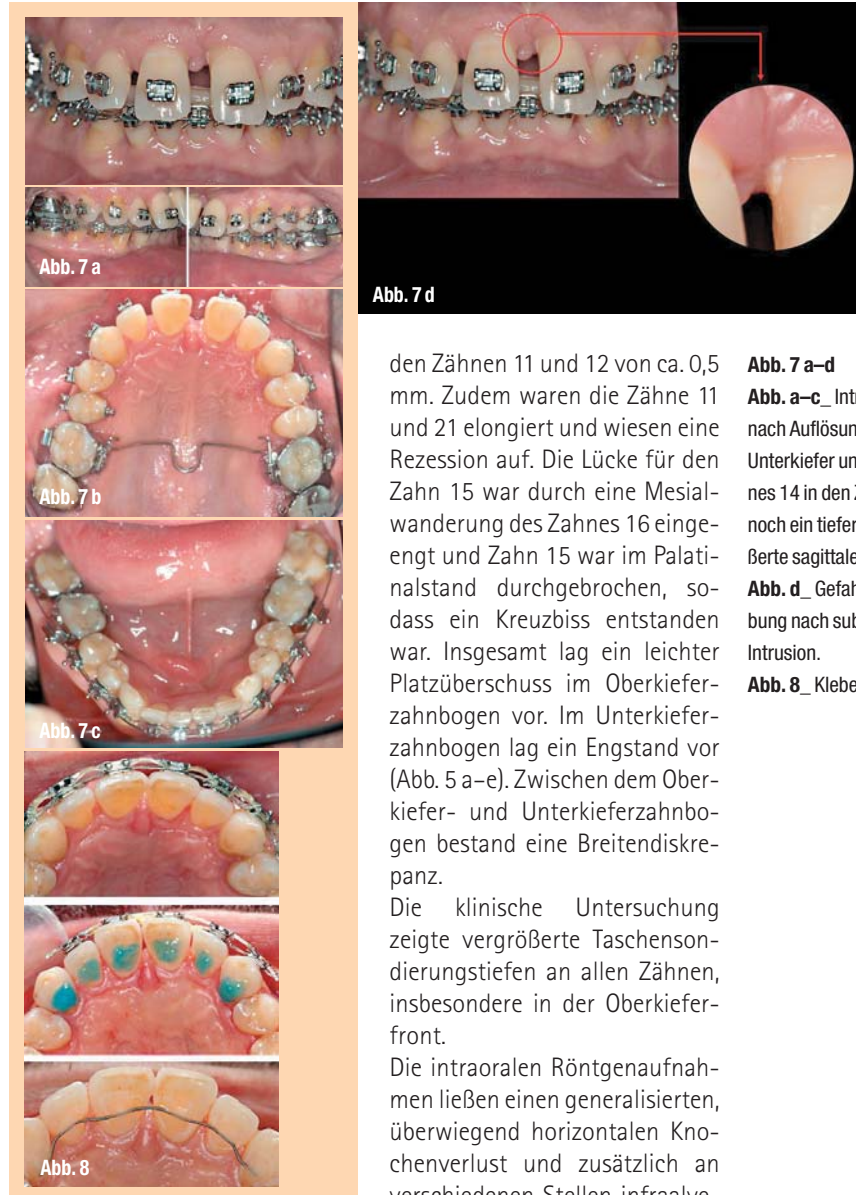 Abb. 7 a
Abb. 7 b
Abb. 7 c
Abb. 8
Abb. 7 d
den Zähnen 11 und 12 von ca. 0,5
mm. Zudem waren die Zähne 11
und 21 elongiert und wiesen eine
Rezession auf. Die Lücke für den
Zahn 15 war durch eine Mesial-
wanderung des Zahnes 16 einge-
engt und Zahn 15 war im Palati-
nalstand durchgebrochen, so-
dass ein Kreuzbiss entstanden
war. Insgesamt lag ein leichter
Platzüberschuss im Oberkiefer-
zahnbogen vor. Im Unterkiefer-
zahnbogen lag ein Engstand vor
(Abb. 5 a–e). Zwischen dem Ober-
kiefer- und Unterkieferzahnbo-
gen bestand eine Breitendiskre-
panz.
Die klinische Untersuchung
zeigte vergrößerte Taschenson-
dierungstiefen an allen Zähnen,
insbesondere in der Oberkiefer-
front.
Die intraoralen Röntgenaufnah-
men ließen einen generalisierten,
überwiegend horizontalen Kno-
chenverlust und zusätzlich an
verschiedenen Stellen infraalve
Abb. 7 a–d
Abb. a–c_ Int
nach Auflösun
Unterkiefer un
nes 14 in den
noch ein tiefer
ßerte sagittale
Abb. d_ Gefah
bung nach sub
Intrusion.
Abb. 8_ Klebe